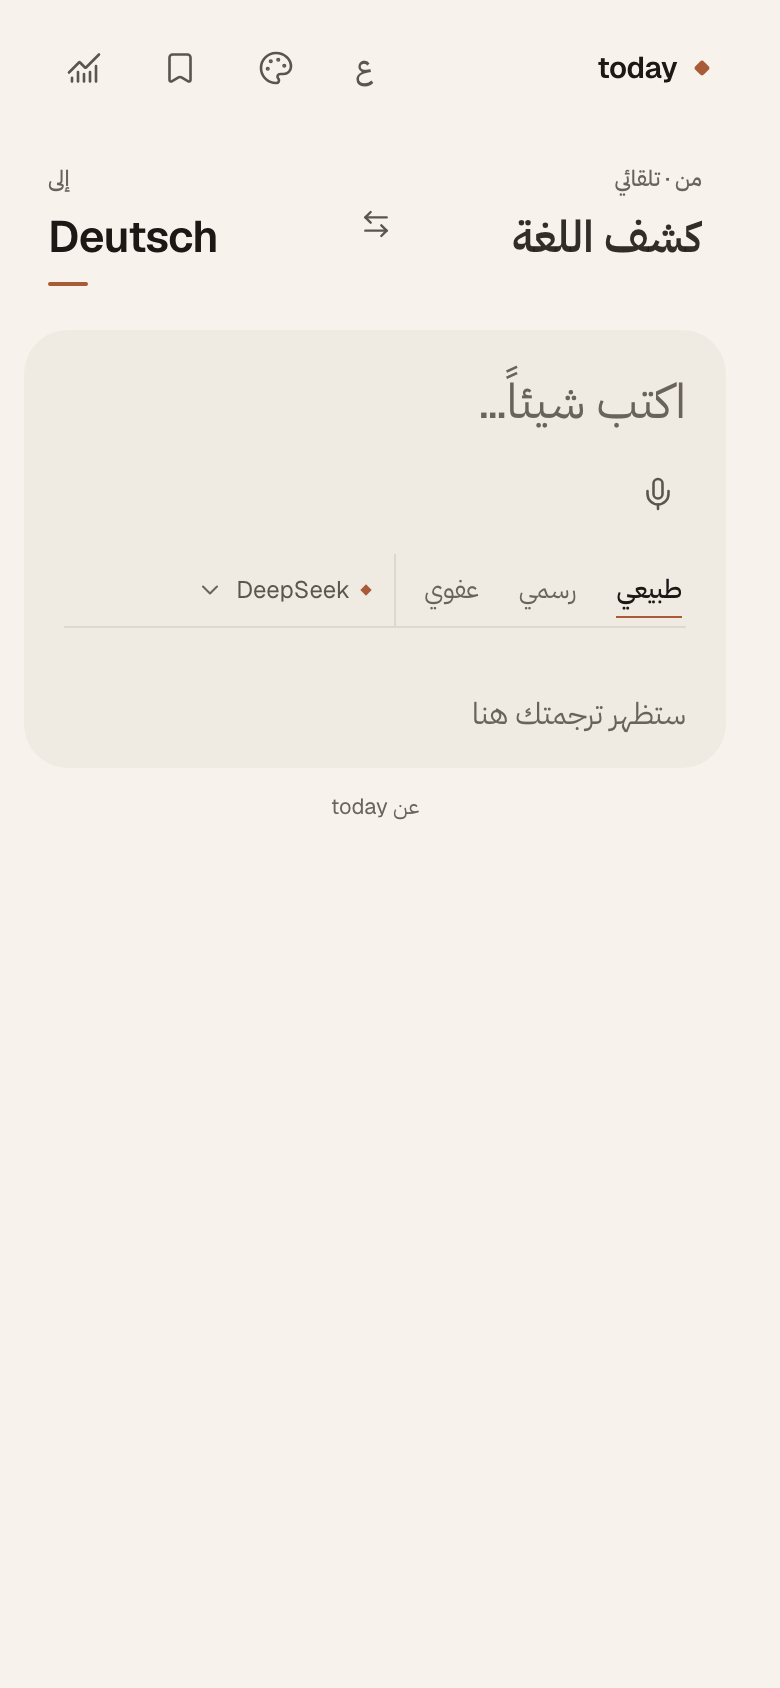 today
ع
من · تلقائي
إلى
كشف اللغة
Deutsch
اكتب شيئاً...
طبيعي رسمي عفوي DeepSeek
ستظهر ترجمتك هنا
عن today